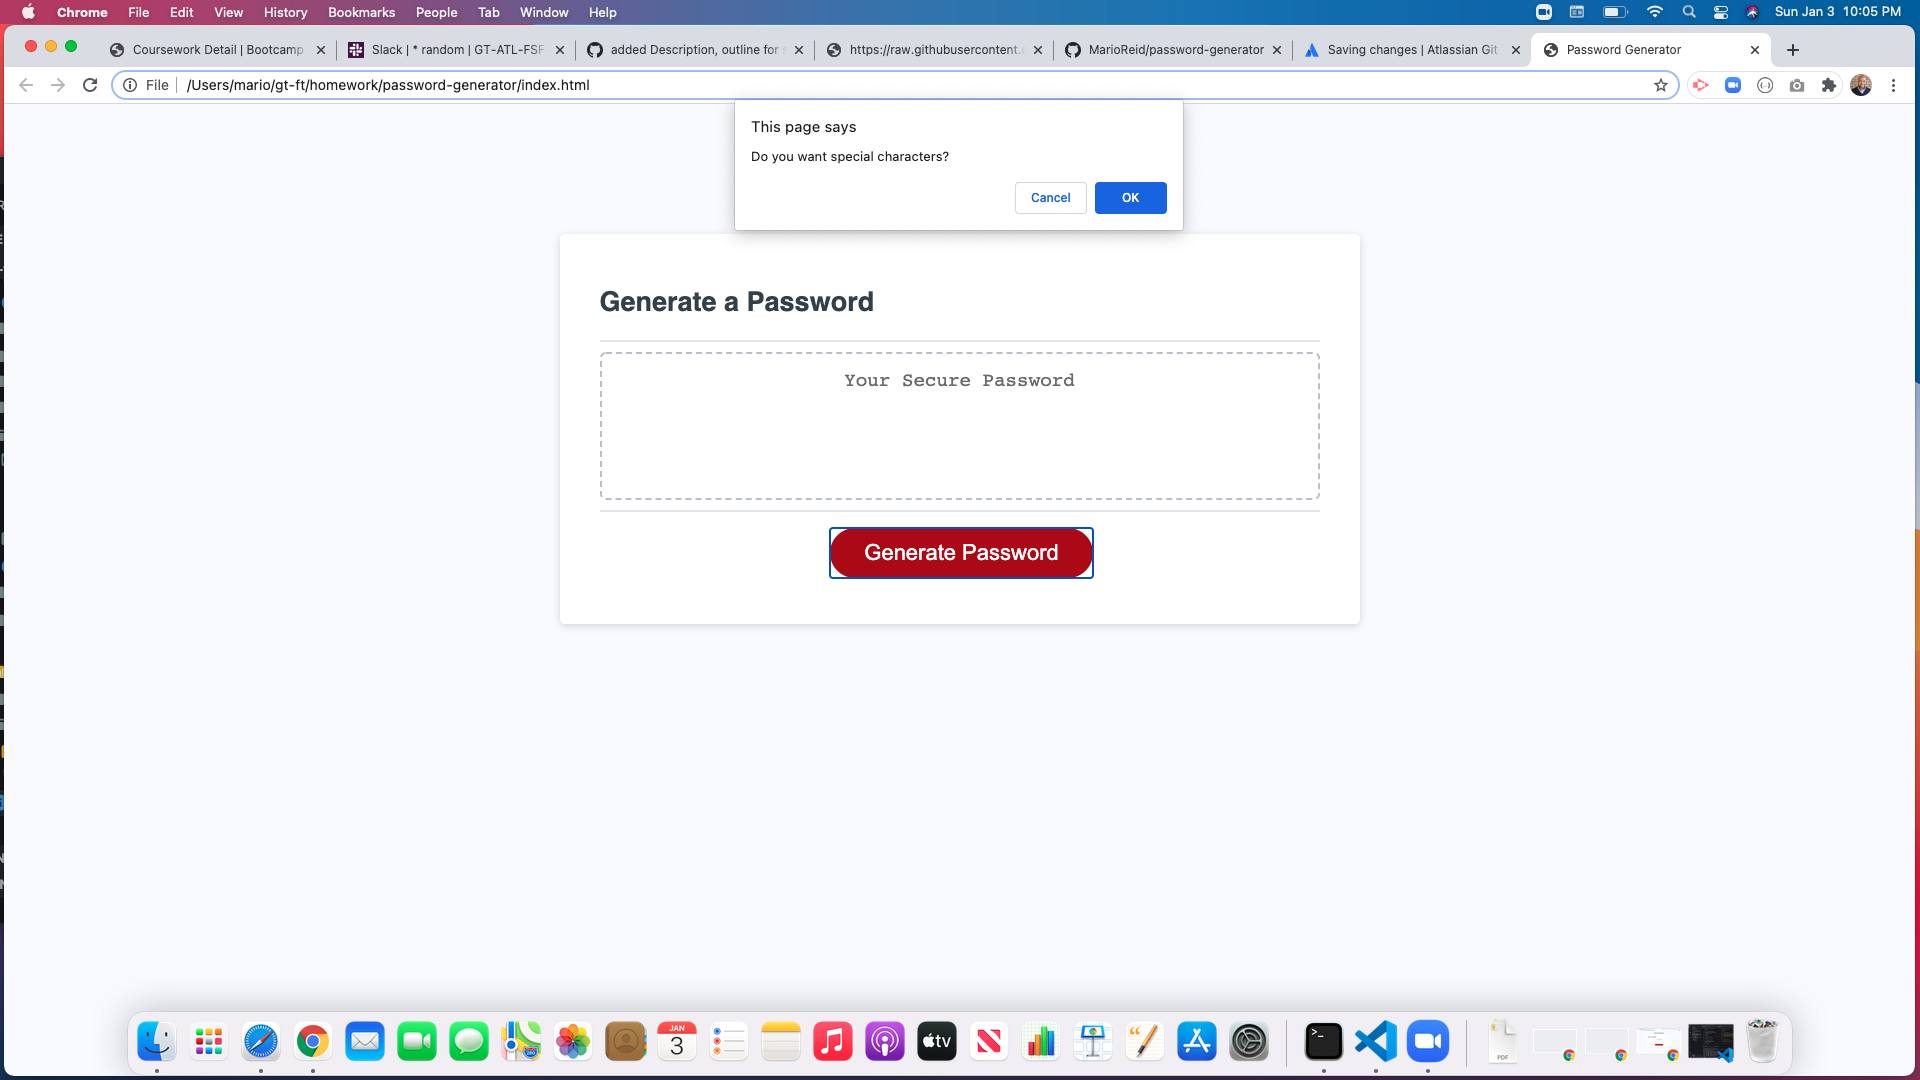 Chrome File Edit View History Bookmarks People Tab Window Help Sun Jan 3 10:05 PM
Coursework Detail | Bootcamp
Slack | * random | GT-ATL-FSF
added Description, outline for
https://raw.githubusercontent.
MarioReid/password-generator
Saving changes | Atlassian Git
Password Generator
File /Users/mario/gt-ft/homework/password-generator/index.html
This page says
Do you want special characters?
Cancel OK
Generate a Password
Your Secure Password
Generate Password
JAN
3
tv
PDF